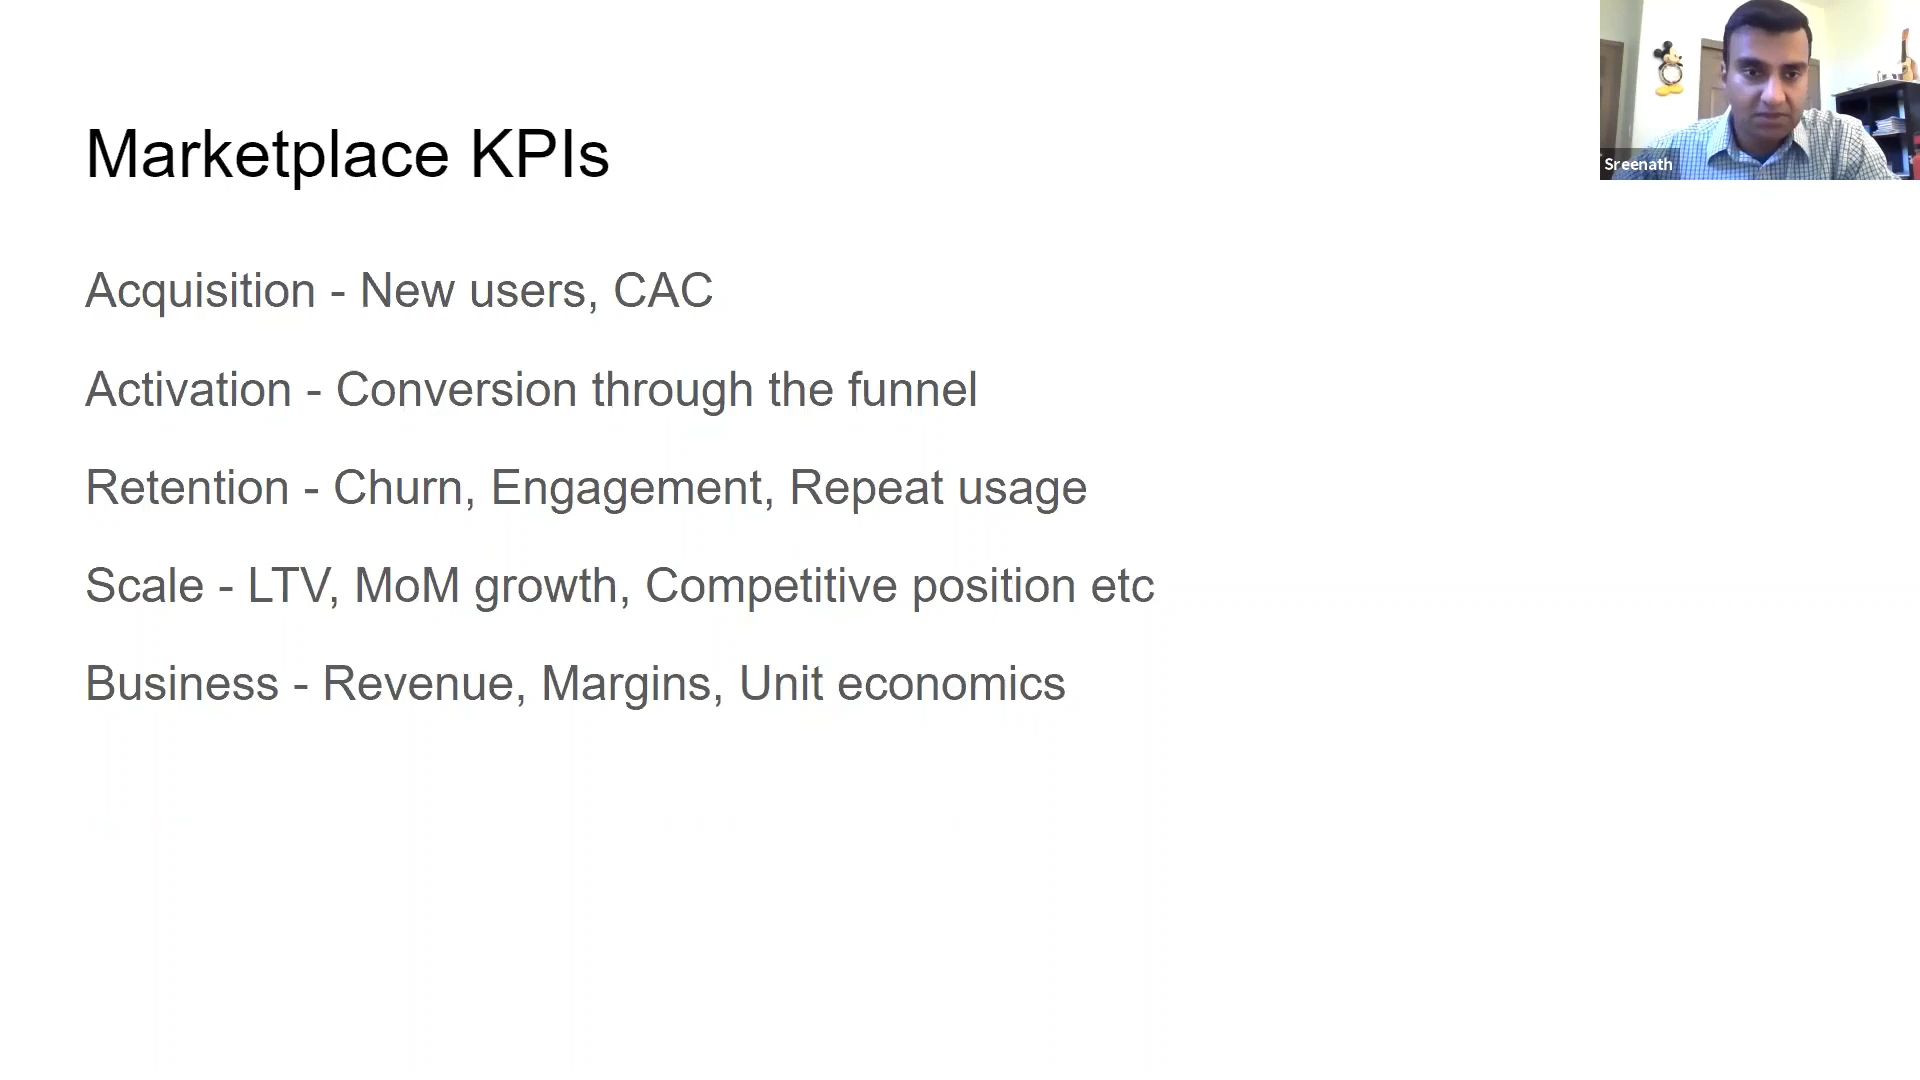 Marketplace KPIs
Acquisition - New users, CAC
Activation - Conversion through the funnel
Retention - Churn, Engagement, Repeat usage
Scale - LTV, MoM growth, Competitive position etc
Business - Revenue, Margins, Unit economics
Sreenath